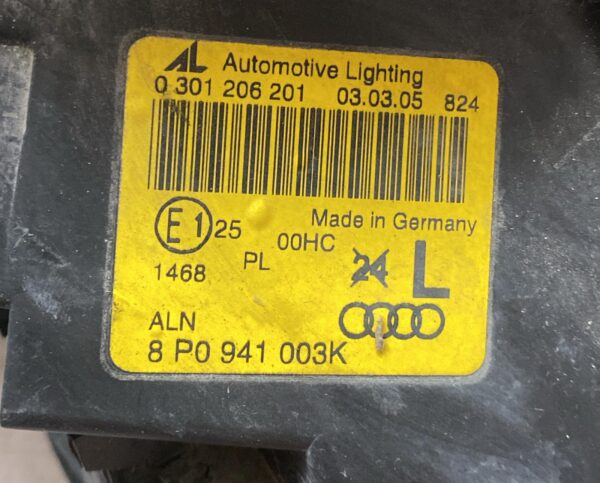 AL Automotive Lighting
0 301 206 201 03.03.05 824
Made in Germany
E1 25 PL 00HC 24 L
1468
ALN
8 P0 941 003K